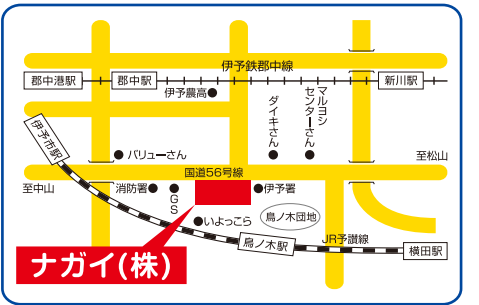 伊予鉄郡中線
郡中港駅
郡中駅
新川駅
伊予農高
マルヨシ
センターさん
ダイキさん
伊予市駅
バリューさん
至松山
国道56号線
至中山
消防署
GS
伊予署
いよっこら
鳥ノ木団地
鳥ノ木駅
JR予讃線
横田駅
ナガイ(株)